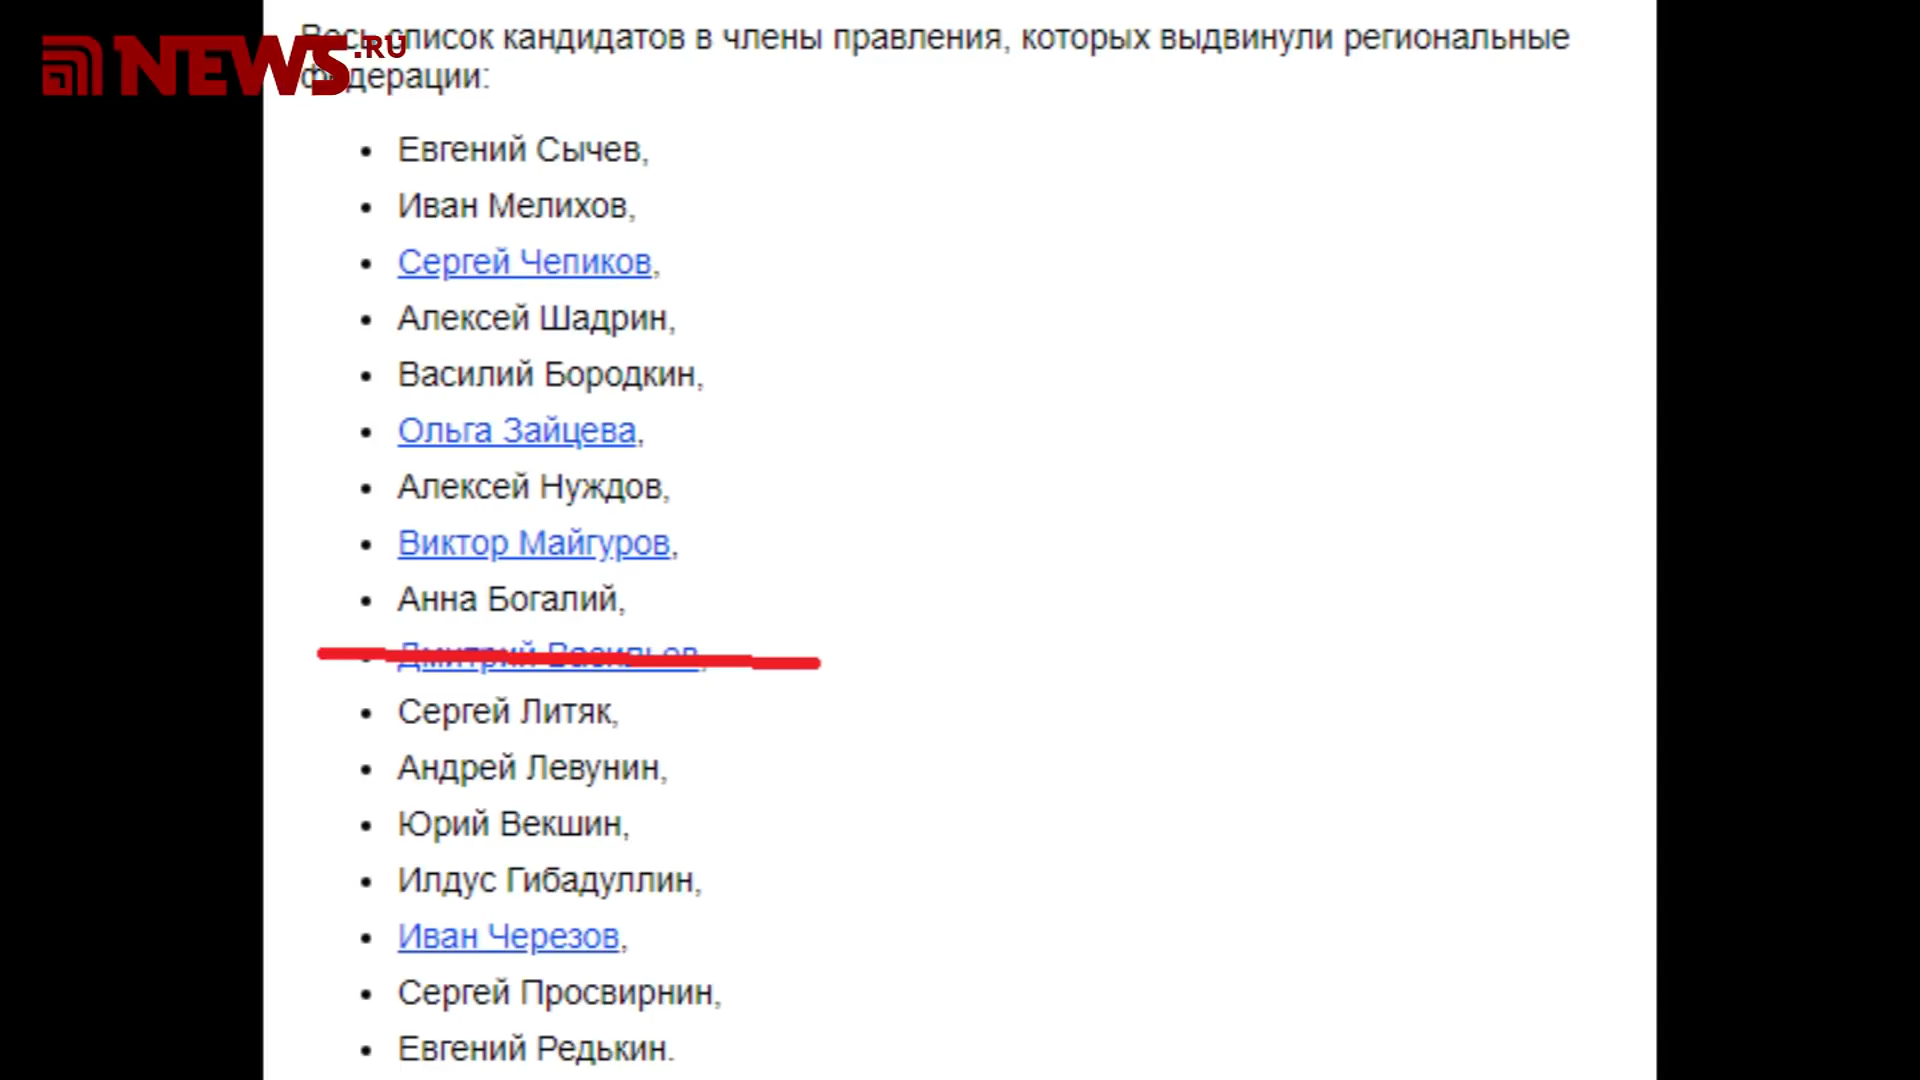 NEWS.RU
Весь список кандидатов в члены правления, которых выдвинули региональные
федерации:
Евгений Сычев,
Иван Мелихов,
Сергей Чепиков,
Алексей Шадрин,
Василий Бородкин,
Ольга Зайцева,
Алексей Нуждов,
Виктор Майгуров,
Анна Богалий,
Дмитрий Васильев,
Сергей Литяк,
Андрей Левунин,
Юрий Векшин,
Илдус Гибадуллин,
Иван Черезов,
Сергей Просвирнин,
Евгений Редькин.